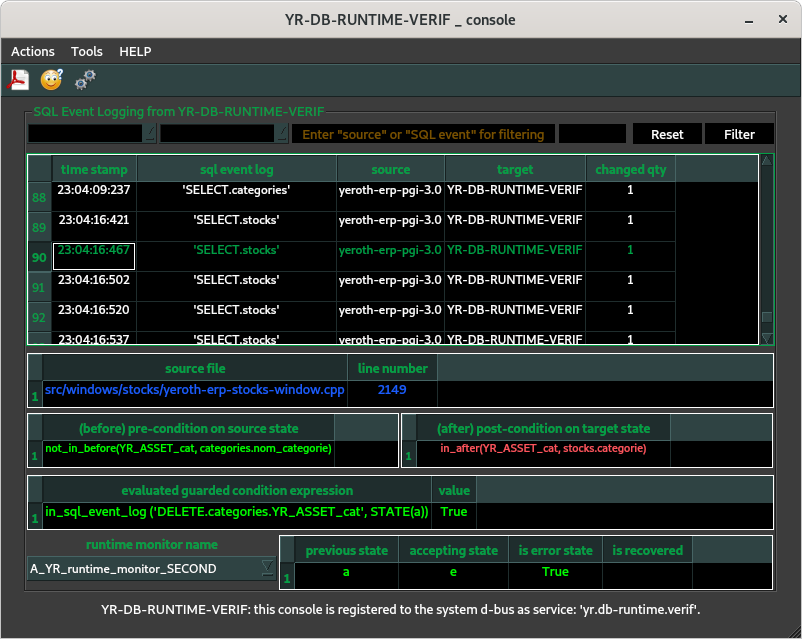 YR-DB-RUNTIME-VERIF _ console
Actions Tools HELP
SQL Event Logging from YR-DB-RUNTIME-VERIF
Enter "source" or "SQL event" for filtering Reset Filter
time stamp sql event log source target changed qty
88 23:04:09:237 'SELECT.categories' yeroth-erp-pgi-3.0 YR-DB-RUNTIME-VERIF 1
89 23:04:16:421 'SELECT.stocks' yeroth-erp-pgi-3.0 YR-DB-RUNTIME-VERIF 1
90 23:04:16:467 'SELECT.stocks' yeroth-erp-pgi-3.0 YR-DB-RUNTIME-VERIF 1
91 23:04:16:502 'SELECT.stocks' yeroth-erp-pgi-3.0 YR-DB-RUNTIME-VERIF 1
92 23:04:16:520 'SELECT.stocks' yeroth-erp-pgi-3.0 YR-DB-RUNTIME-VERIF 1
23:04:16:537 'SELECT.stocks' yeroth-erp-pgi-3.0 YR-DB-RUNTIME-VERIF 1
source file line number
1 src/windows/stocks/yeroth-erp-stocks-window.cpp 2149
(before) pre-condition on source state (after) post-condition on target state
1 not_in_before(YR_ASSET_cat, categories.nom_categorie) 1 in_after(YR_ASSET_cat, stocks.categorie)
evaluated guarded condition expression value
1 in_sql_event_log ('DELETE.categories.YR_ASSET_cat', STATE(a)) True
runtime monitor name previous state accepting state is error state is recovered
A_YR_runtime_monitor_SECOND 1 a e True
YR-DB-RUNTIME-VERIF: this console is registered to the system d-bus as service: 'yr.db-runtime.verif'.